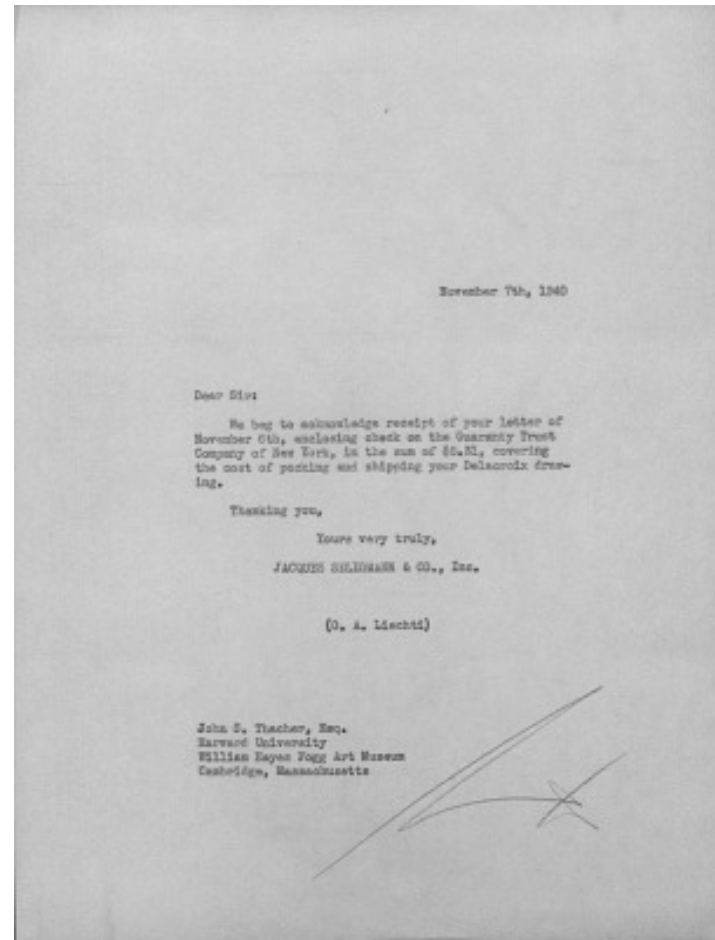 November 7th, 1940
Dear Sir:
We beg to acknowledge receipt of your letter of
November 6th, enclosing check on the Guaranty Trust
Company of New York, in the sum of covering
the cost of packing and shipping your Delacroix draw-
ing.
Thanking you,
Yours very truly,
JACQUES SELIGMANN & CO., Inc.
(O. A. Liechti)
John S. Thacher, Esq.
Harvard University
William Hayes Fogg Art Museum
Cambridge, Massachusetts